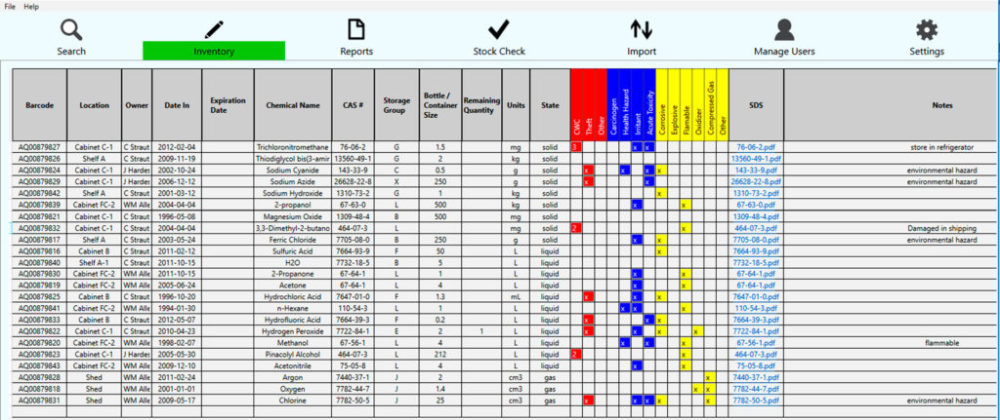 File Help
Search Inventory Reports Stock Check Import Manage Users Settings
Barcode Location Owner Date In Expiration Date Chemical Name CAS # Storage Group Bottle / Container Size Remaining Quantity Units State CWC Theft Other Carcinogen Health Hazard Irritant Acute Toxicity Corrosive Explosive Flamable Oxidizer Compressed Gas Other SDS Notes
AQ00879827 Cabinet C-1 C Straut 2012-02-04 Trichloronitromethane 76-06-2 G 1.5 mg solid 3 x x 76-06-2.pdf store in refrigerator
AQ00879826 Shelf A C Straut 2009-11-19 Thiodiglycol bis(3-amir 13560-49-1 G 2 kg solid 13560-49-1.pdf
AQ00879824 Cabinet C-1 J Hardes 2002-10-24 Sodium Cyanide 143-33-9 C 0.5 g solid x x x x 143-33-9.pdf environmental hazard
AQ00879829 Cabinet C-1 C Straut 2006-12-12 Sodium Azide 26628-22-8 X 250 g solid x x 26628-22-8.pdf environmental hazard
AQ00879842 Shelf A C Straut 2001-03-12 Sodium Hydroxide G 1 kg solid x 1310-73-2.pdf
AQ00879839 Cabinet FC-2 WM Alle 2004-04-04 2-propanol 67-63-0 L 500 kg solid x x 67-63-0.pdf
AQ00879821 Cabinet C-1 C Straut 1996-05-08 Magnesium Oxide 1309-48-4 B 500 mg solid 1309-48-4.pdf
AQ00879832 Cabinet C-1 C Straut 2004-04-04 3,3-Dimethyl-2-butano 464-07-3 L mg solid 2 x 464-07-3.pdf Damaged in shipping
AQ00879817 Shelf A C Straut 2003-05-24 Ferric Chloride 7705-08-0 B 250 g solid x x 7705-08-0.pdf environmental hazard
AQ00879816 Cabinet B C Straut 2011-02-12 Sulfuric Acid 7664-93-9 F 50 L liquid x 7664-93-9.pdf
AQ00879840 Shelf A-1 C Straut 2011-10-15 H2O 7732-18-5 B 5 L liquid 7732-18-5.pdf
AQ00879830 Cabinet FC-2 WM Alle 2011-10-15 2-Propanone 67-64-1 L 1 L liquid x x 67-64-1.pdf
AQ00879819 Cabinet FC-2 WM Alle 2005-06-24 Acetone 67-64-1 L 4 L liquid x x 67-64-1.pdf
AQ00879825 Cabinet B C Straut 1996-10-20 Hydrochloric Acid 7647-01-0 F 1.3 mL liquid x x x 7647-01-0.pdf
AQ00879841 Cabinet FC-2 WM Alle 1994-01-30 n-Hexane 110-54-3 L 1 L liquid x x x 110-54-3.pdf
AQ00879833 Cabinet B C Straut 2012-05-07 Hydrofluoric Acid 7664-39-3 F 0.2 L liquid x x x 7664-39-3.pdf
AQ00879822 Cabinet C-1 C Straut 2010-04-23 Hydrogen Peroxide 7722-84-1 E 2 1 L liquid x x x x 7722-84-1.pdf
AQ00879820 Cabinet FC-2 WM Alle 1998-02-07 Methanol 67-56-1 L 4 L liquid x x x 67-56-1.pdf flammable
AQ00879823 Cabinet C-1 J Hardes 2005-05-30 Pinacolyl Alcohol 464-07-3 L 212 L liquid 2 x 464-07-3.pdf
AQ00879843 Cabinet FC-2 WM Alle 2009-12-10 Acetonitrile 75-05-8 L 4 L liquid x x 75-05-8.pdf
AQ00879828 Shed WM Alle 2011-02-24 Argon 7440-37-1 J 2 cm3 gas x 7440-37-1.pdf
AQ00879818 Shed WM Alle 2001-01-01 Oxygen 7782-44-7 J 1.4 cm3 gas x x 7782-44-7.pdf
AQ00879831 Shed WM Alle 2009-05-17 Chlorine 7782-50-5 J 25 cm3 gas x x x x x 7782-50-5.pdf environmental hazard